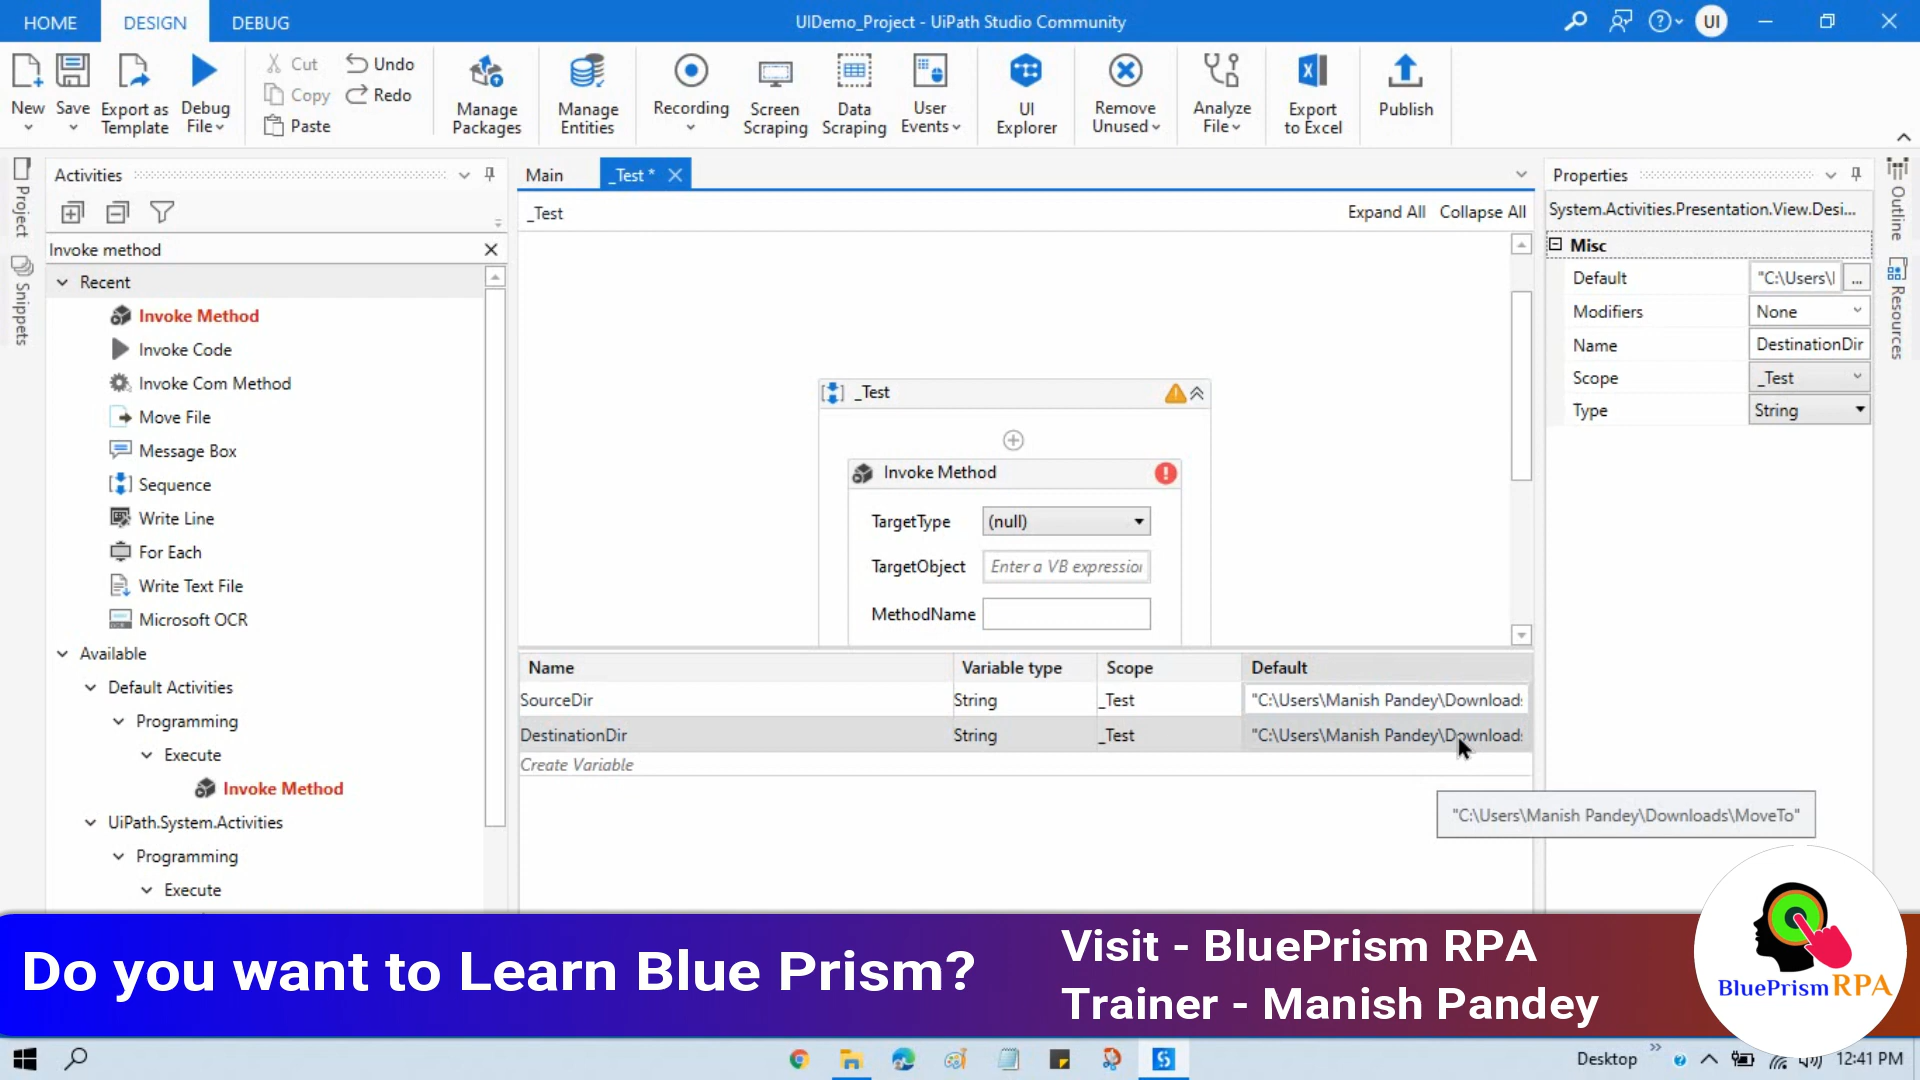 HOME
DESIGN
DEBUG
UIDemo_Project - UiPath Studio Community
UI
New
Save
Export as
Template
Debug
File
Cut
Copy
Paste
Undo
Redo
Manage
Packages
Manage
Entities
Recording
Screen
Scraping
Data
Scraping
User
Events
UI
Explorer
Remove
Unused
Analyze
File
Export
to Excel
Publish
Project
Snippets
Activities
Invoke method
Recent
Invoke Method
Invoke Code
Invoke Com Method
Move File
Message Box
Sequence
Write Line
For Each
Write Text File
Microsoft OCR
Available
Default Activities
Programming
Execute
Invoke Method
UiPath.System.Activities
Programming
Execute
Main
_Test *
_Test
Expand All
Collapse All
_Test
Invoke Method
TargetType
(null)
TargetObject
Enter a VB expression
MethodName
Name
Variable type
Scope
Default
SourceDir
String
_Test
"C:\Users\Manish Pandey\Downloads
DestinationDir
String
_Test
"C:\Users\Manish Pandey\Downloads
Create Variable
"C:\Users\Manish Pandey\Downloads\MoveTo"
Properties
System.Activities.Presentation.View.Desi...
Misc
Default
"C:\Users\
...
Modifiers
None
Name
DestinationDir
Scope
_Test
Type
String
Outline
Resources
Do you want to Learn Blue Prism?
Visit - BluePrism RPA
Trainer - Manish Pandey
BluePrism RPA
Desktop
12:41 PM